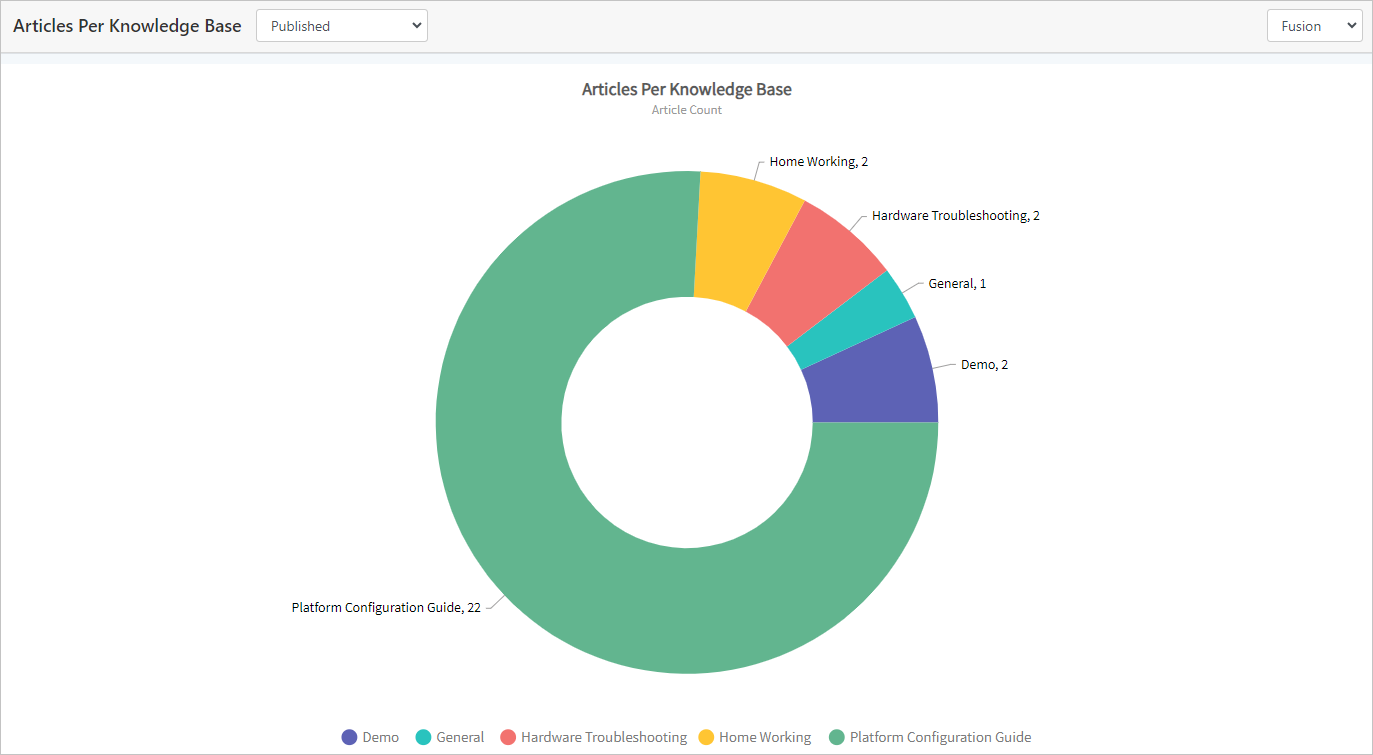 Articles Per Knowledge Base
Published
Fusion
Articles Per Knowledge Base
Article Count
Home Working, 2
Hardware Troubleshooting, 2
General, 1
Demo, 2
Platform Configuration Guide, 22
Demo
General
Hardware Troubleshooting
Home Working
Platform Configuration Guide